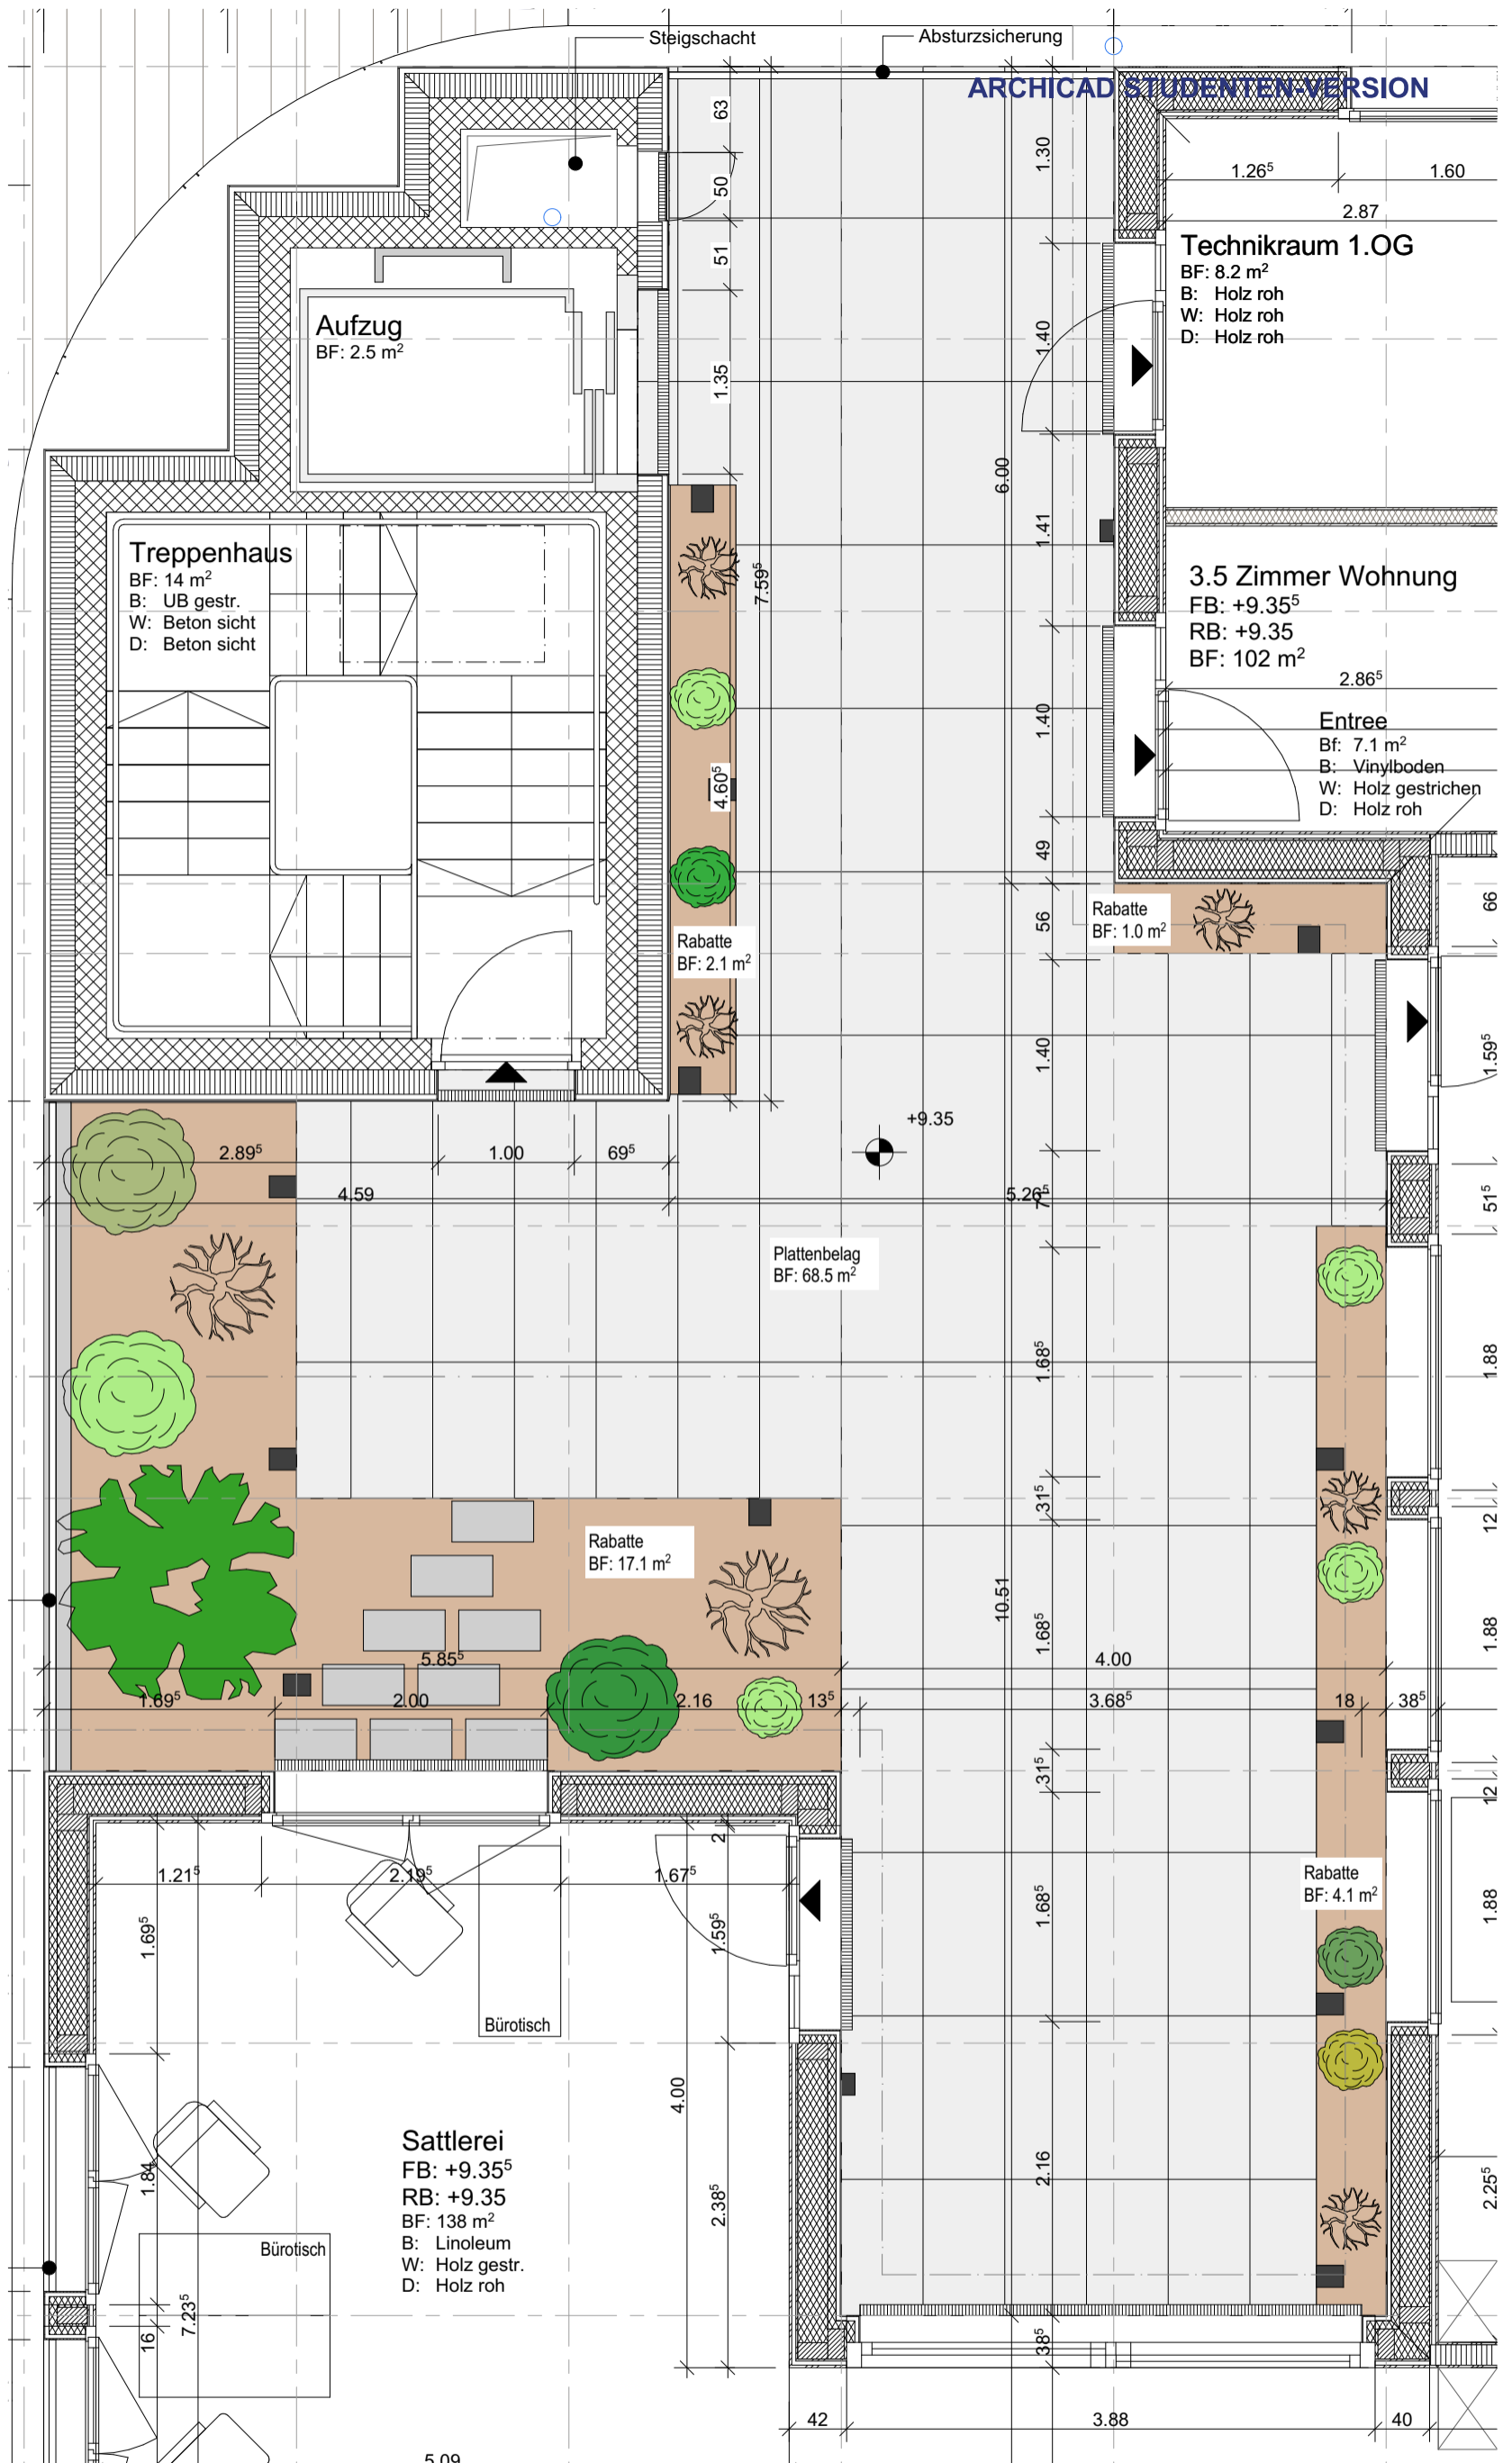 Steigschacht
Absturzsicherung
ARCHICAD STUDENTEN-VERSION
63
50
51
1.35
1.30
1.40
6.00
1.41
1.40
49
56
1.40
7.59⁵
4.60⁵
1.26⁵
1.60
2.87
Technikraum 1.OG
BF: 8.2 m²
B: Holz roh
W: Holz roh
D: Holz roh
Aufzug
BF: 2.5 m²
Treppenhaus
BF: 14 m²
B: UB gestr.
W: Beton sicht
D: Beton sicht
3.5 Zimmer Wohnung
FB: +9.35⁵
RB: +9.35
BF: 102 m²
2.86⁵
Entree
Bf: 7.1 m²
B: Vinylboden
W: Holz gestrichen
D: Holz roh
66
Rabatte
BF: 1.0 m²
Rabatte
BF: 2.1 m²
1.59⁵
+9.35
2.89⁵
1.00
69⁵
4.59
5.26⁵
51⁵
Plattenbelag
BF: 68.5 m²
1.68⁵
1.88
31⁵
12
Rabatte
BF: 17.1 m²
10.51
1.68⁵
1.88
5.85⁵
4.00
1.69⁵
2.00
2.16
13⁵
3.68⁵
18
38⁵
31⁵
12
2
1.21⁵
2.19⁵
1.67⁵
Rabatte
BF: 4.1 m²
1.69⁵
1.59⁵
1.68⁵
1.88
Bürotisch
4.00
2.16
Sattlerei
FB: +9.35⁵
RB: +9.35
BF: 138 m²
B: Linoleum
W: Holz gestr.
D: Holz roh
1.84
2.38⁵
2.25⁵
Bürotisch
7.23⁵
16
38⁵
42
3.88
40
5.09